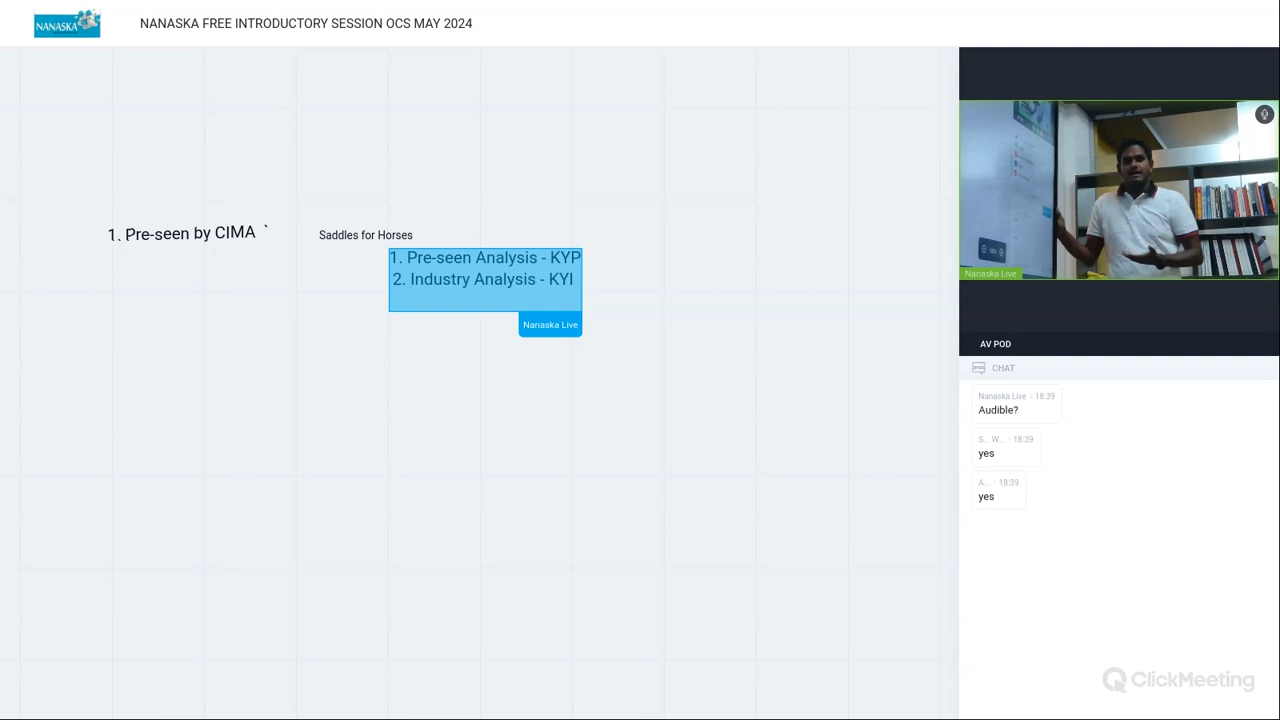 NANASKA
NANASKA FREE INTRODUCTORY SESSION OCS MAY 2024
1. Pre-seen by CIMA `
Saddles for Horses
1. Pre-seen Analysis - KYP
2. Industry Analysis - KYI
Nanaska Live
Nanaska Live
AV POD
CHAT
Nanaska Live 18:39
Audible?
S... W... 18:39
yes
A... 18:39
yes
ClickMeeting